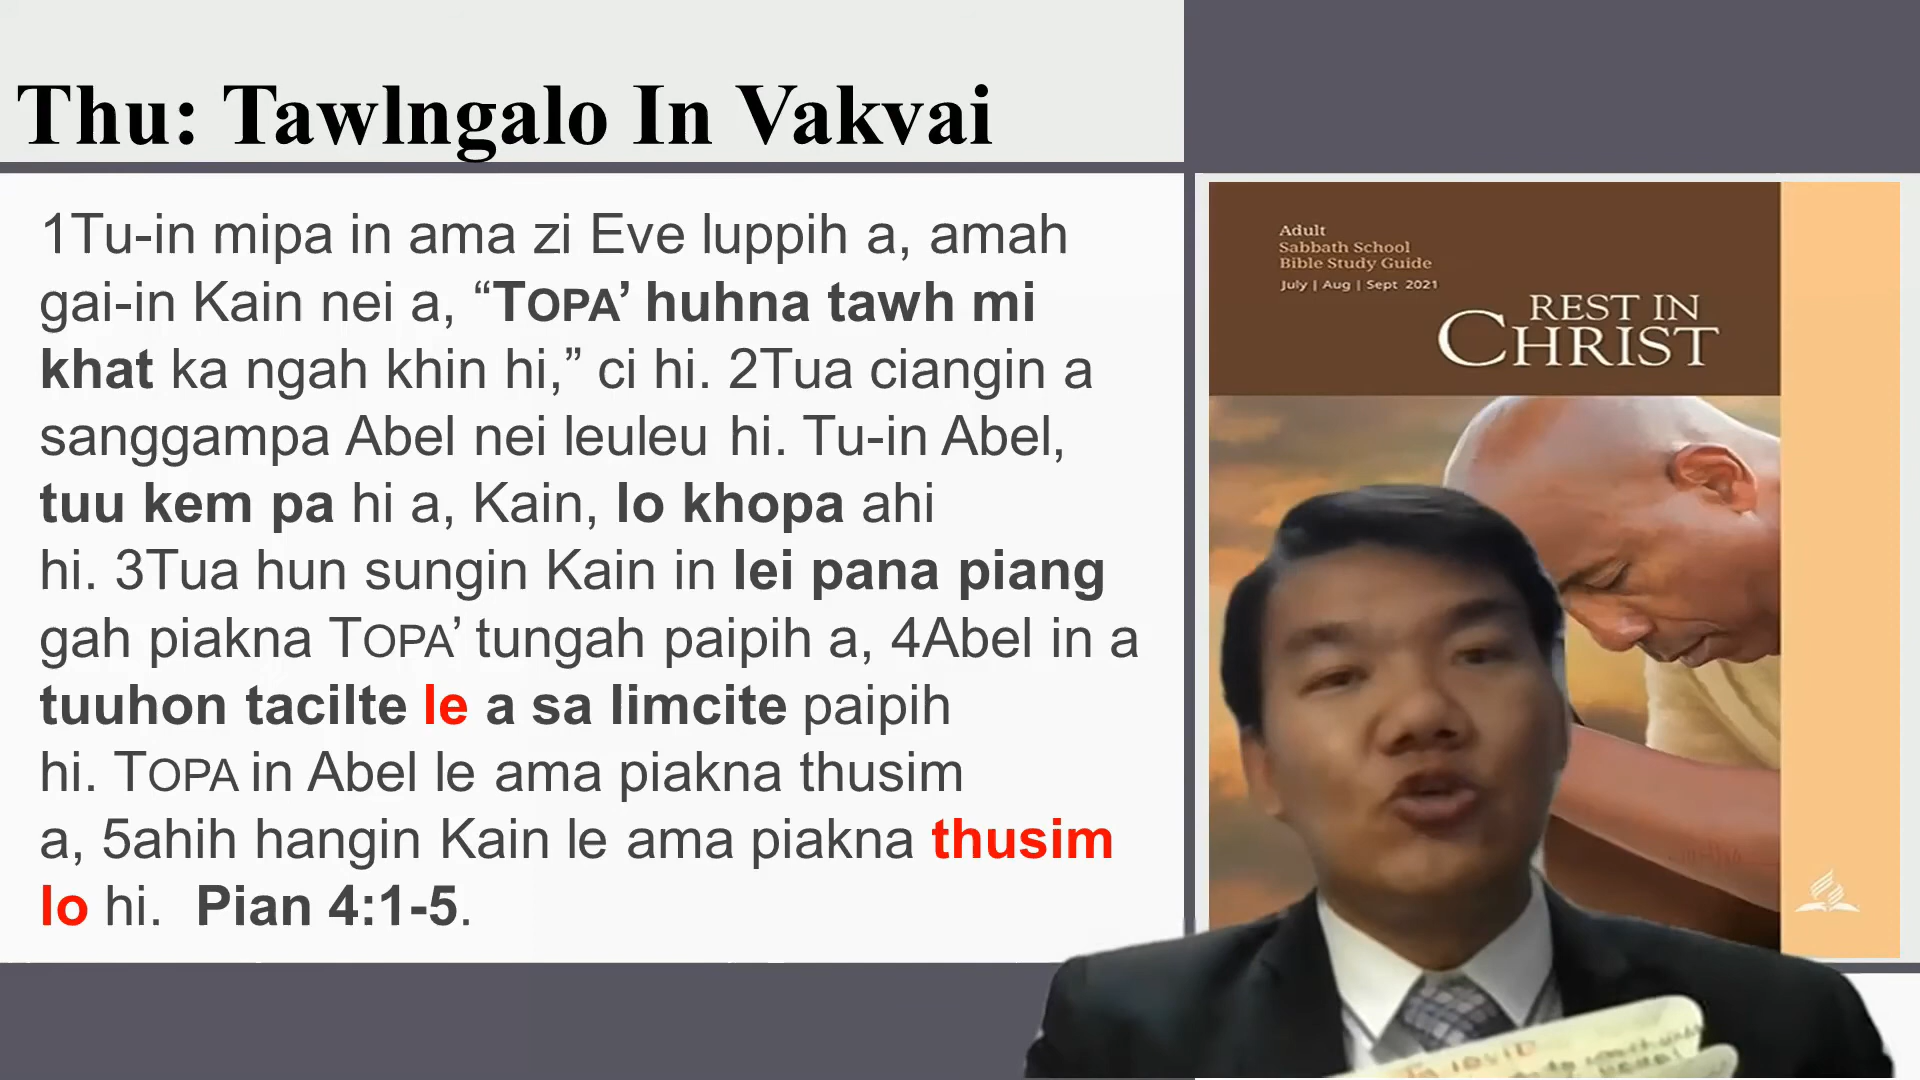 Thu: Tawlngalo In Vakvai
1Tu-in mipa in ama zi Eve luppih a, amah
gai-in Kain nei a, “TOPA’ huhna tawh mi
khat ka ngah khin hi,” ci hi. 2Tua ciangin a
sanggampa Abel nei leuleu hi. Tu-in Abel,
tuu kem pa hi a, Kain, lo khopa ahi
hi. 3Tua hun sungin Kain in lei pana piang
gah piakna TOPA’ tungah paipih a, 4Abel in a
tuuhon tacilte le a sa limcite paipih
hi. TOPA in Abel le ama piakna thusim
a, 5ahih hangin Kain le ama piakna thusim
lo hi. Pian 4:1-5.
Adult
Sabbath School
Bible Study Guide
July | Aug | Sept 2021
REST IN
CHRIST